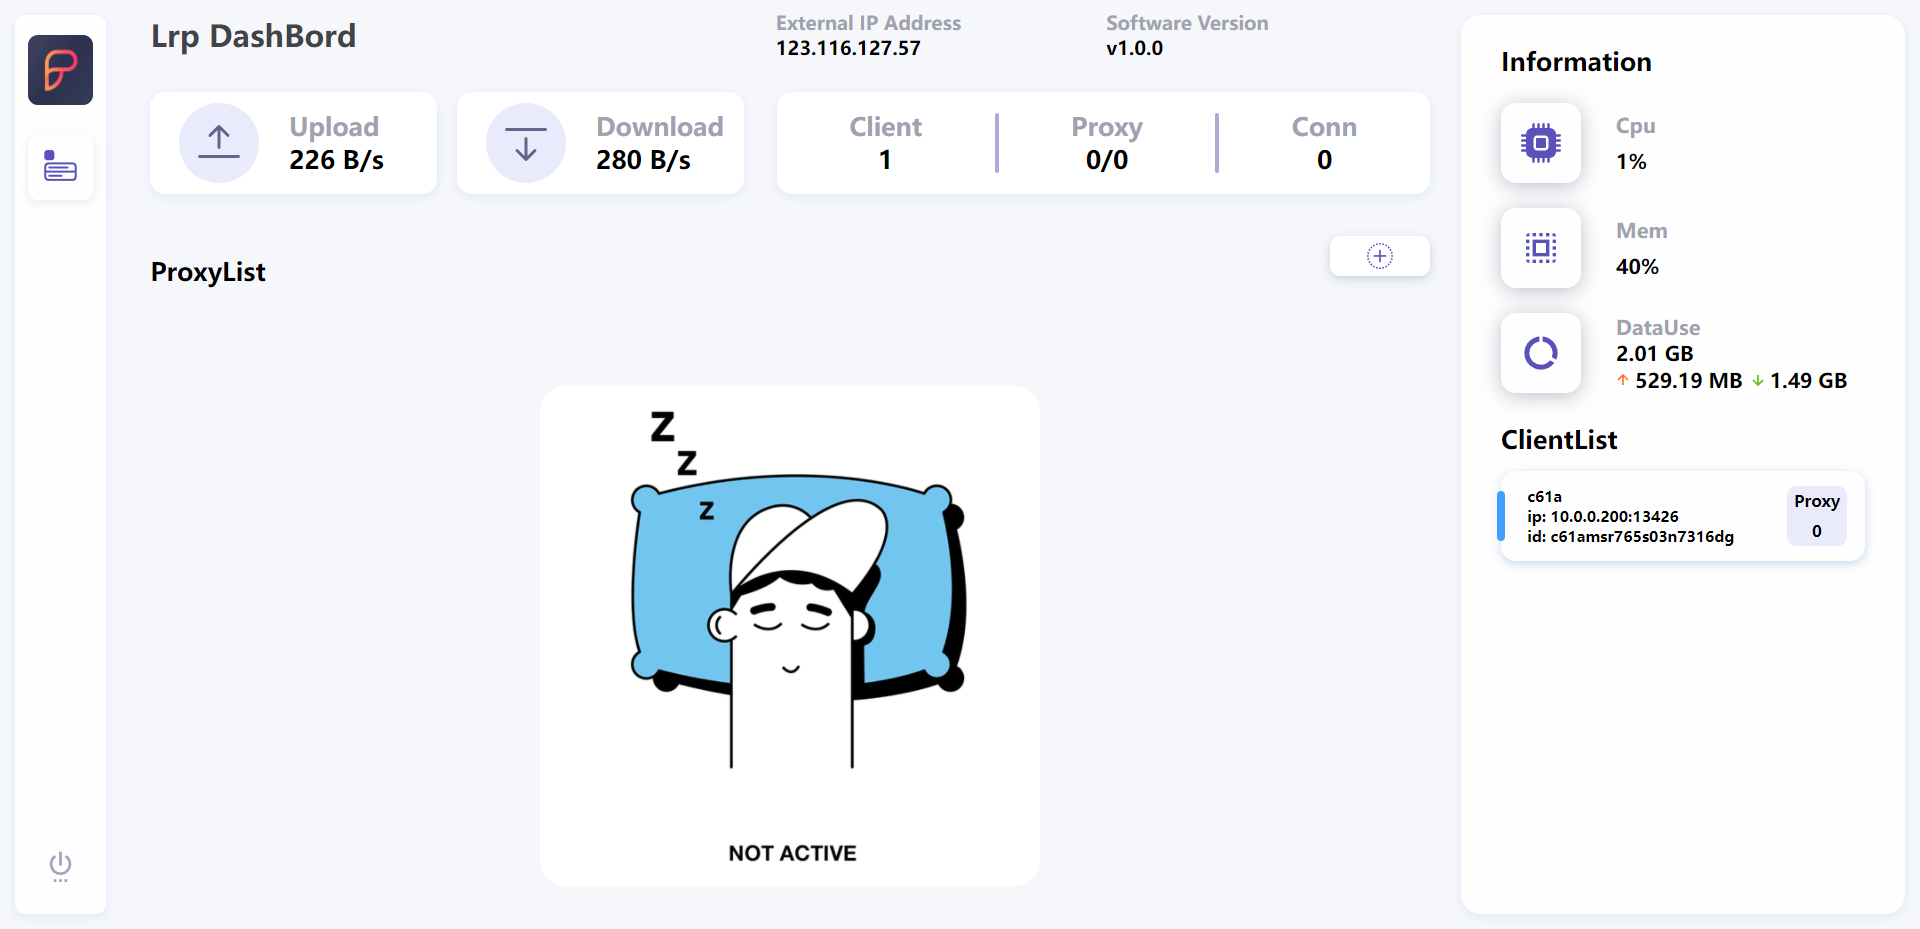 Lrp DashBord
External IP Address
123.116.127.57
Software Version
v1.0.0
Upload
226 B/s
Download
280 B/s
Client
1
Proxy
0/0
Conn
0
ProxyList
Z
Z
Z
NOT ACTIVE
Information
Cpu
1%
Mem
40%
DataUse
2.01 GB
↑ 529.19 MB ↓ 1.49 GB
ClientList
c61a
ip: 10.0.0.200:13426
id: c61amsr765s03n7316dg
Proxy
0